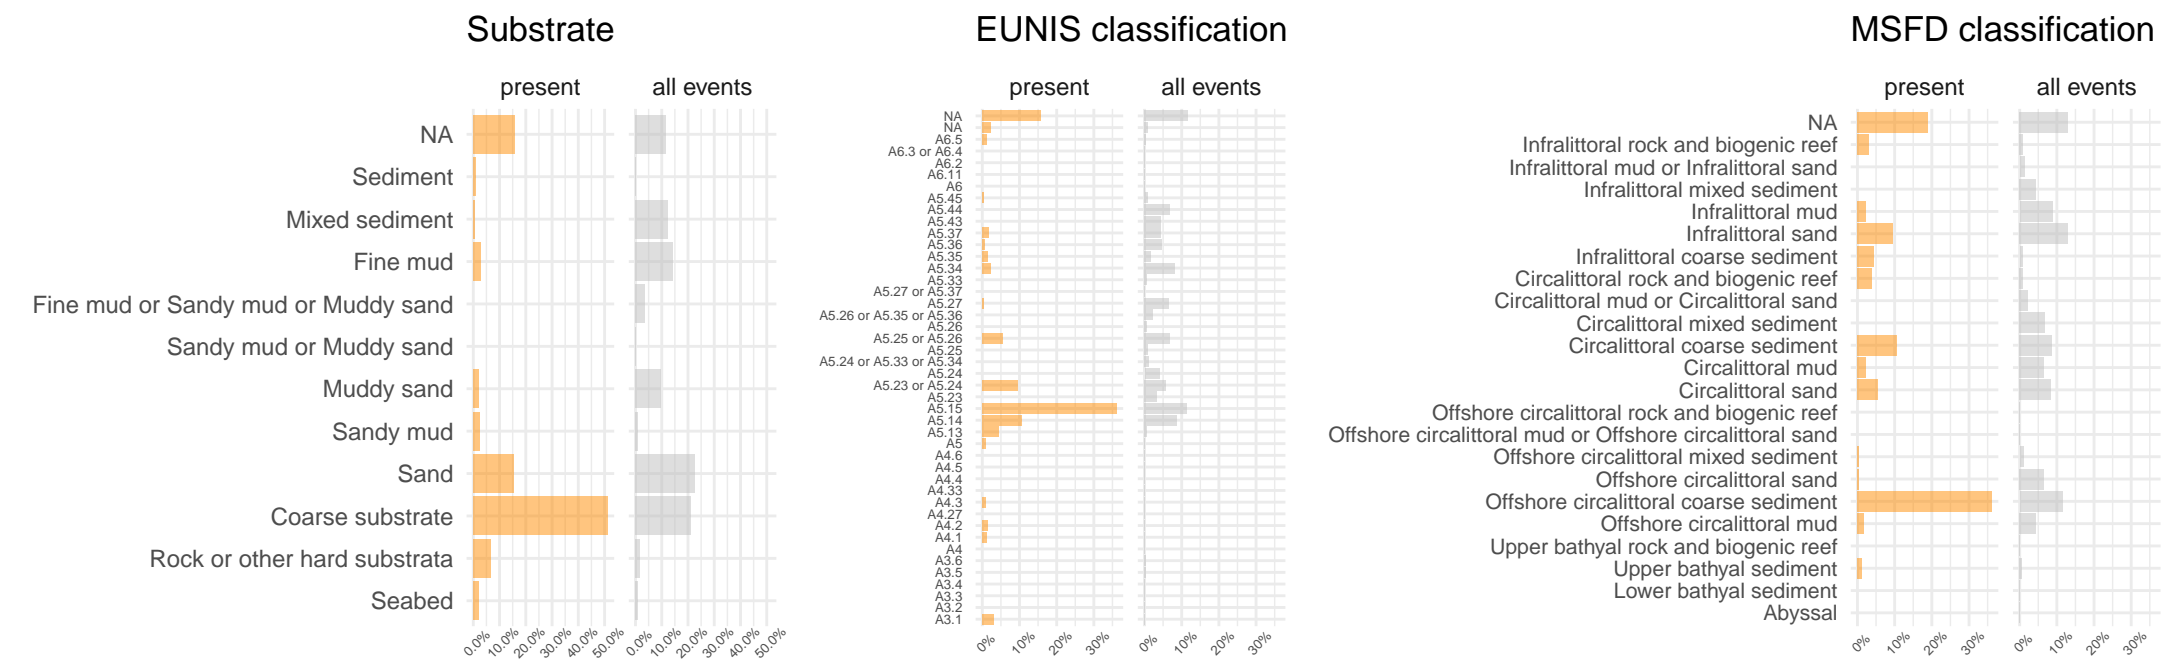 Substrate
present all events
NA
Sediment
Mixed sediment
Fine mud
Fine mud or Sandy mud or Muddy sand
Sandy mud or Muddy sand
Muddy sand
Sandy mud
Sand
Coarse substrate
Rock or other hard substrata
Seabed
0.0% 10.0% 20.0% 30.0% 40.0% 50.0% 0.0% 10.0% 20.0% 30.0% 40.0% 50.0%
EUNIS classification
present all events
NA
NA
A6.5
A6.3 or A6.4
A6.2
A6.11
A6
A5.45
A5.44
A5.43
A5.37
A5.36
A5.35
A5.34
A5.33
A5.27 or A5.37
A5.27
A5.26 or A5.35 or A5.36
A5.26
A5.25 or A5.26
A5.25
A5.24 or A5.33 or A5.34
A5.24
A5.23 or A5.24
A5.23
A5.15
A5.14
A5.13
A5
A4.6
A4.5
A4.4
A4.33
A4.3
A4.27
A4.2
A4.1
A4
A3.6
A3.5
A3.4
A3.3
A3.2
A3.1
0% 10% 20% 30% 0% 10% 20% 30%
MSFD classification
present all events
NA
Infralittoral rock and biogenic reef
Infralittoral mud or Infralittoral sand
Infralittoral mixed sediment
Infralittoral mud
Infralittoral sand
Infralittoral coarse sediment
Circalittoral rock and biogenic reef
Circalittoral mud or Circalittoral sand
Circalittoral mixed sediment
Circalittoral coarse sediment
Circalittoral mud
Circalittoral sand
Offshore circalittoral rock and biogenic reef
Offshore circalittoral mud or Offshore circalittoral sand
Offshore circalittoral mixed sediment
Offshore circalittoral sand
Offshore circalittoral coarse sediment
Offshore circalittoral mud
Upper bathyal rock and biogenic reef
Upper bathyal sediment
Lower bathyal sediment
Abyssal
0% 10% 20% 30% 0% 10% 20% 30%